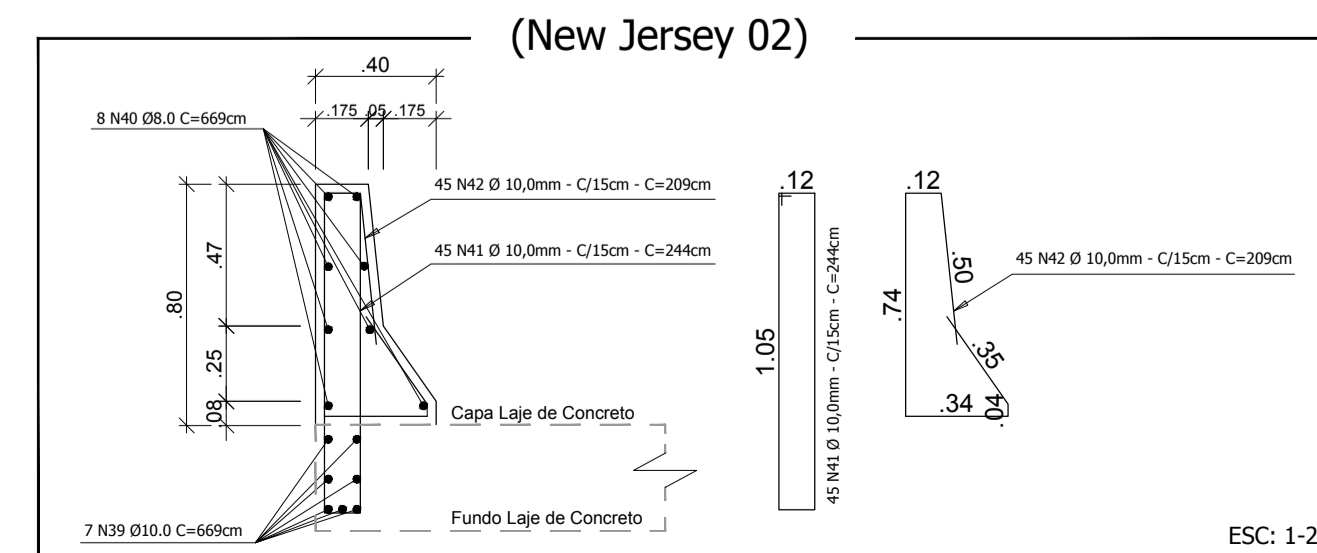 (New Jersey 02)
.40
.175 .05 .175
8 N40 Ø8.0 C=669cm
45 N42 Ø 10,0mm - C/15cm - C=209cm
45 N41 Ø 10,0mm - C/15cm - C=244cm
.80
.47
.25
.08
Capa Laje de Concreto
Fundo Laje de Concreto
7 N39 Ø10.0 C=669cm
.12
1.05
45 N41 Ø 10,0mm - C/15cm - C=244cm
.12
.74
.50
.35
.34
.04
45 N42 Ø 10,0mm - C/15cm - C=209cm
ESC: 1-2